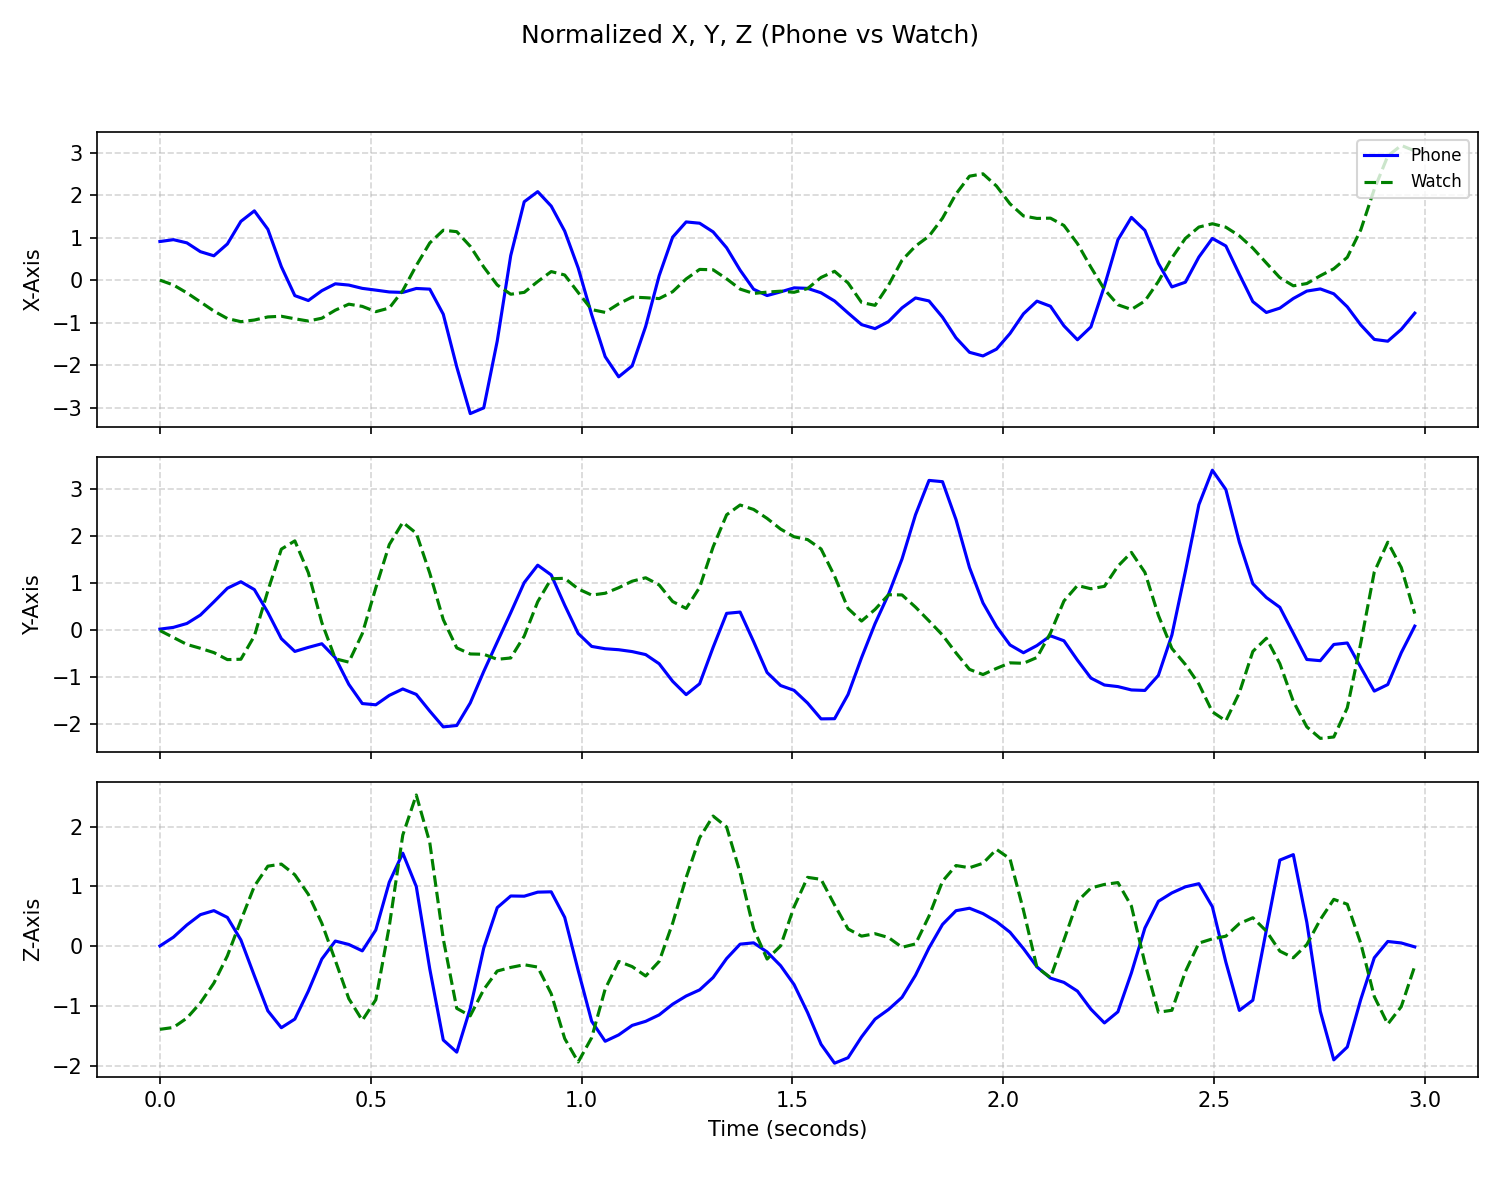 Normalized X, Y, Z (Phone vs Watch)
3
2
1
0
−1
−2
−3
X-Axis
Phone
Watch
3
2
1
0
−1
−2
Y-Axis
2
1
0
−1
−2
Z-Axis
0.0 0.5 1.0 1.5 2.0 2.5 3.0
Time (seconds)